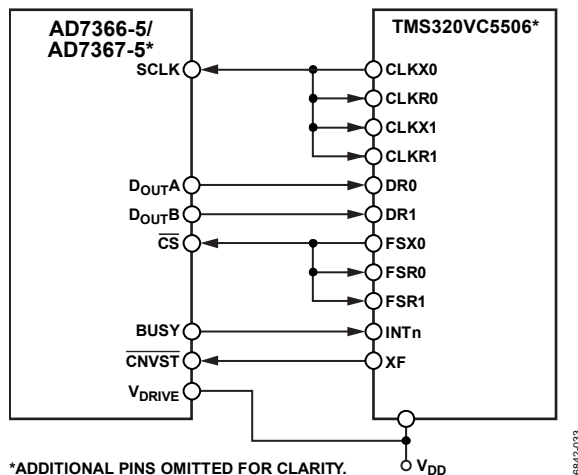 AD7366-5/
AD7367-5*
TMS320VC5506*
SCLK
CLKX0
CLKR0
CLKX1
CLKR1
DOUTA
DR0
DOUTB
DR1
CS
FSX0
FSR0
FSR1
BUSY
INTn
CNVST
XF
VDRIVE
VDD
*ADDITIONAL PINS OMITTED FOR CLARITY.